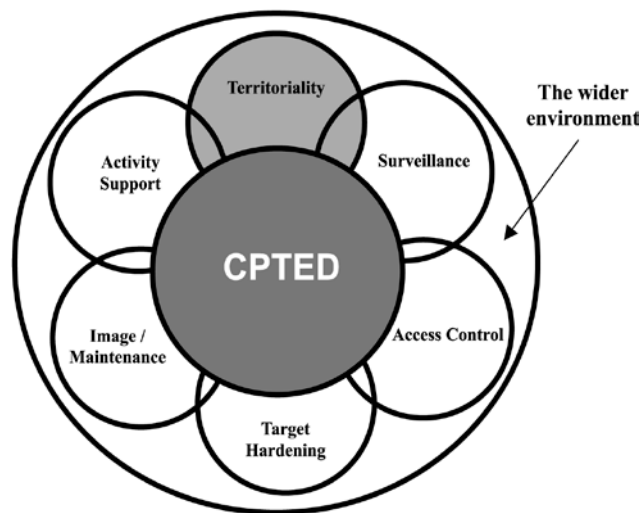 Territoriality
The wider
environment
Activity
Support
Surveillance
CPTED
Image /
Maintenance
Access Control
Target
Hardening